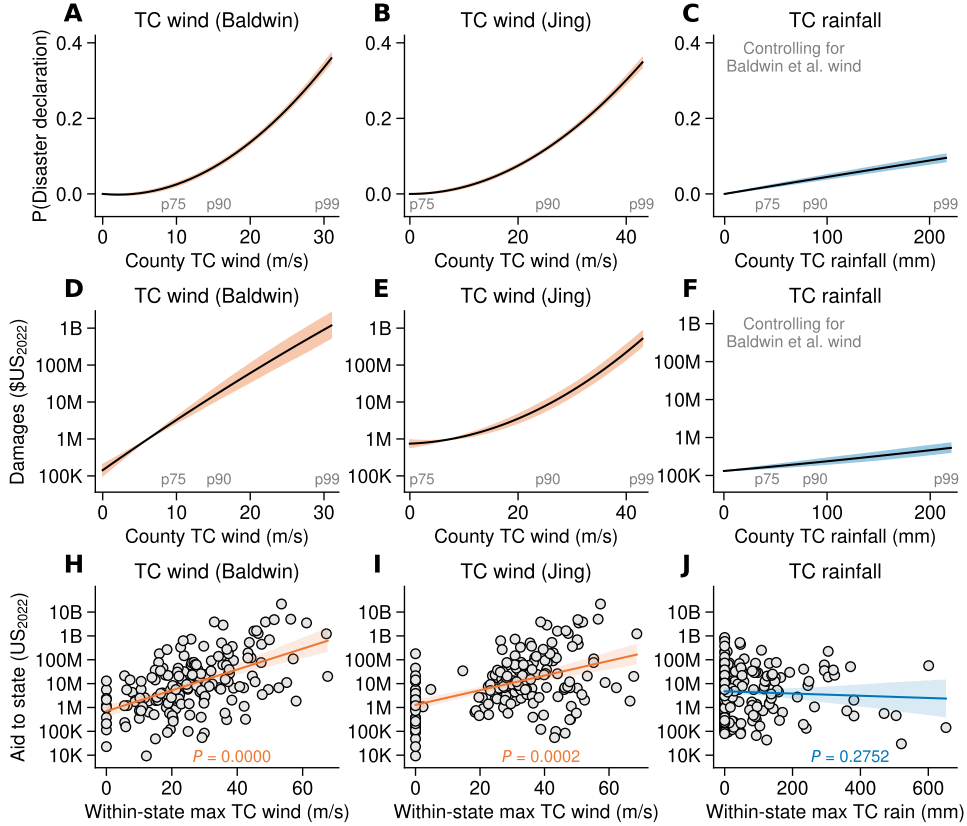 A
TC wind (Baldwin)
B
TC wind (Jing)
C
TC rainfall
P(Disaster declaration)
0.4
0.2
0.0
p75
p90
p99
0
10
20
30
County TC wind (m/s)
0.4
0.2
0.0
p75
p90
p99
0
20
40
County TC wind (m/s)
0.4
0.2
0.0
Controlling for
Baldwin et al. wind
p75
p90
p99
0
100
200
County TC rainfall (mm)
D
TC wind (Baldwin)
E
TC wind (Jing)
F
TC rainfall
Damages ($US2022)
1B
100M
10M
1M
100K
p75
p90
p99
0
10
20
30
County TC wind (m/s)
1B
100M
10M
1M
100K
p75
p90
p99
0
20
40
County TC wind (m/s)
1B
100M
10M
1M
100K
Controlling for
Baldwin et al. wind
p75
p90
p99
0
100
200
County TC rainfall (mm)
H
TC wind (Baldwin)
I
TC wind (Jing)
J
TC rainfall
Aid to state (US2022)
10B
1B
100M
10M
1M
100K
10K
P = 0.0000
0
20
40
60
Within-state max TC wind (m/s)
10B
1B
100M
10M
1M
100K
10K
P = 0.0002
0
20
40
60
Within-state max TC wind (m/s)
10B
1B
100M
10M
1M
100K
10K
P = 0.2752
0
200
400
600
Within-state max TC rain (mm)